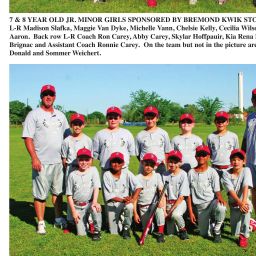 7 & 8 YEAR OLD JR. MINOR GIRLS SPONSORED BY BREMOND KWIK STO
L-R Madison Slafka, Maggie Van Dyke, Michelle Vann, Chelsie Kelly, Cecilia Wils
Aaron. Back row L-R Coach Ron Carey, Abby Carey, Skylar Hoffpauir, Kia Rena
Brignac and Assistant Coach Ronnie Carey. On the team but not in the picture are
Donald and Sommer Weichert.